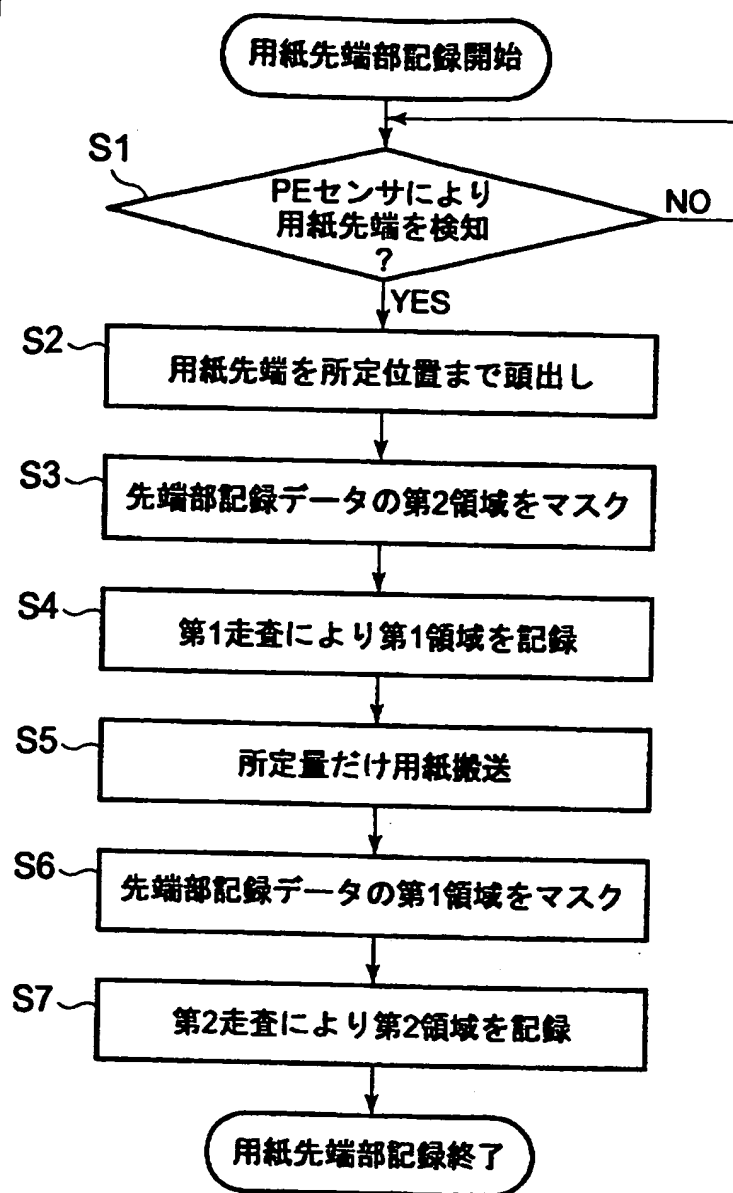 用紙先端部記録開始
S1
PEセンサにより
用紙先端を検知
?
NO
YES
S2
用紙先端を所定位置まで頭出し
S3
先端部記録データの第2領域をマスク
S4
第1走査により第1領域を記録
S5
所定量だけ用紙搬送
S6
先端部記録データの第1領域をマスク
S7
第2走査により第2領域を記録
用紙先端部記録終了